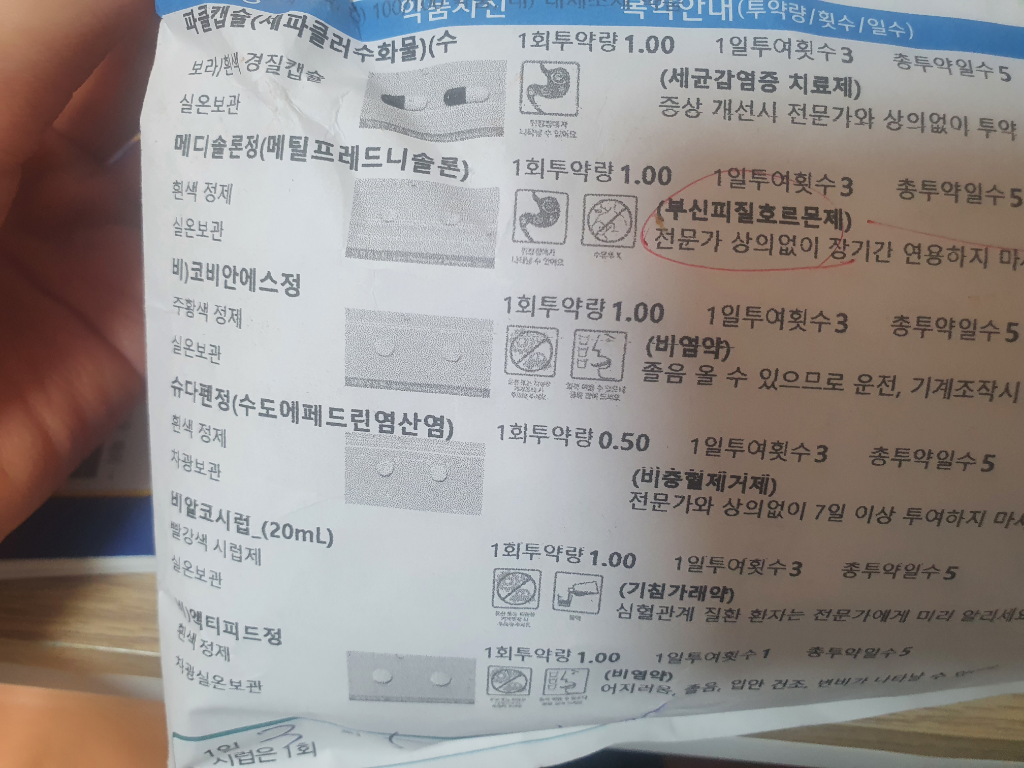 약품사진 복약안내(투약량/횟수/일수)
파클캡슐(세파클러수화물)(수 1회투약량 1.00 1일투여횟수 3 총투약일수 5
보라/흰색 경질캡슐 (세균감염증 치료제)
실온보관 증상 개선시 전문가와 상의없이 투약
메디솔론정(메틸프레드니솔론) 1회투약량 1.00 1일투여횟수 3 총투약일수 5
흰색 정제 (부신피질호르몬제)
실온보관 전문가 상의없이 장기간 연용하지 마
비)코비안에스정 1회투약량 1.00 1일투여횟수 3 총투약일수 5
주황색 정제 (비염약)
실온보관 졸음 올 수 있으므로 운전, 기계조작시
슈다펜정(수도에페드린염산염) 1회투약량 0.50 1일투여횟수 3 총투약일수 5
흰색 정제 (비충혈제거제)
차광보관 전문가와 상의없이 7일 이상 투여하지 마
비알코시럽_(20mL) 1회투약량 1.00 1일투여횟수 3 총투약일수 5
빨강색 시럽제 (기침가래약)
실온보관 심혈관계 질환 환자는 전문가에게 미리 알리세요
액티피드정 1회투약량 1.00 1일투여횟수 1 총투약일수 5
흰색 정제 (비염약)
차광실온보관 어지러움, 졸음, 입안 건조, 변비가 나타날 수
1일 3
시럽은 1회